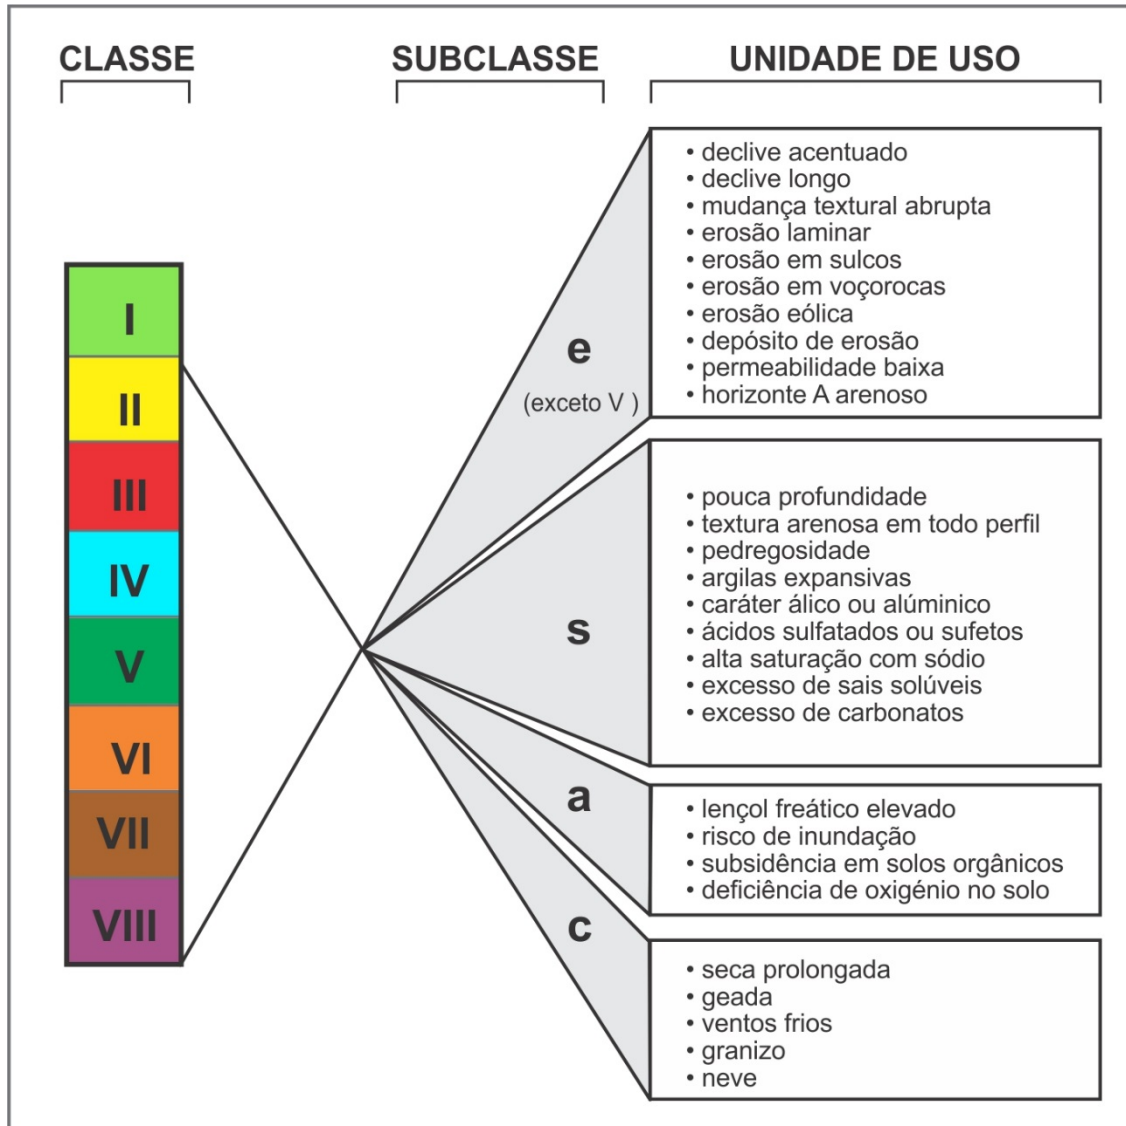 CLASSE
SUBCLASSE
UNIDADE DE USO
I
II
III
IV
V
VI
VII
VIII
e
(exceto V )
• declive acentuado
• declive longo
• mudança textural abrupta
• erosão laminar
• erosão em sulcos
• erosão em voçorocas
• erosão eólica
• depósito de erosão
• permeabilidade baixa
• horizonte A arenoso
s
• pouca profundidade
• textura arenosa em todo perfil
• pedregosidade
• argilas expansivas
• caráter álico ou alúminico
• ácidos sulfatados ou sufetos
• alta saturação com sódio
• excesso de sais solúveis
• excesso de carbonatos
a
• lençol freático elevado
• risco de inundação
• subsidência em solos orgânicos
• deficiência de oxigénio no solo
c
• seca prolongada
• geada
• ventos frios
• granizo
• neve